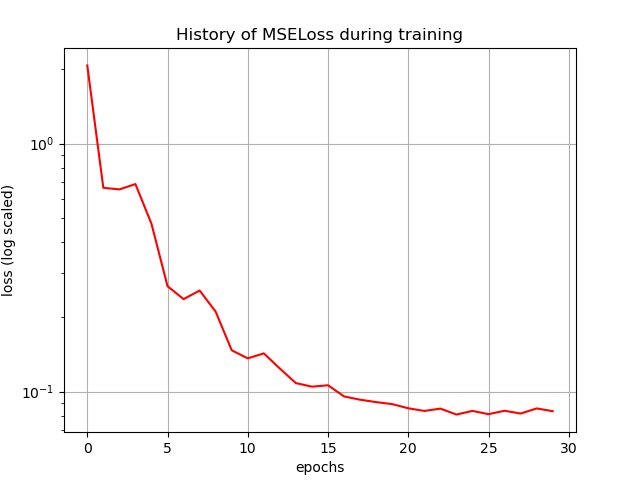 History of MSELoss during training
loss (log scaled)
10⁰
10⁻¹
0 5 10 15 20 25 30
epochs